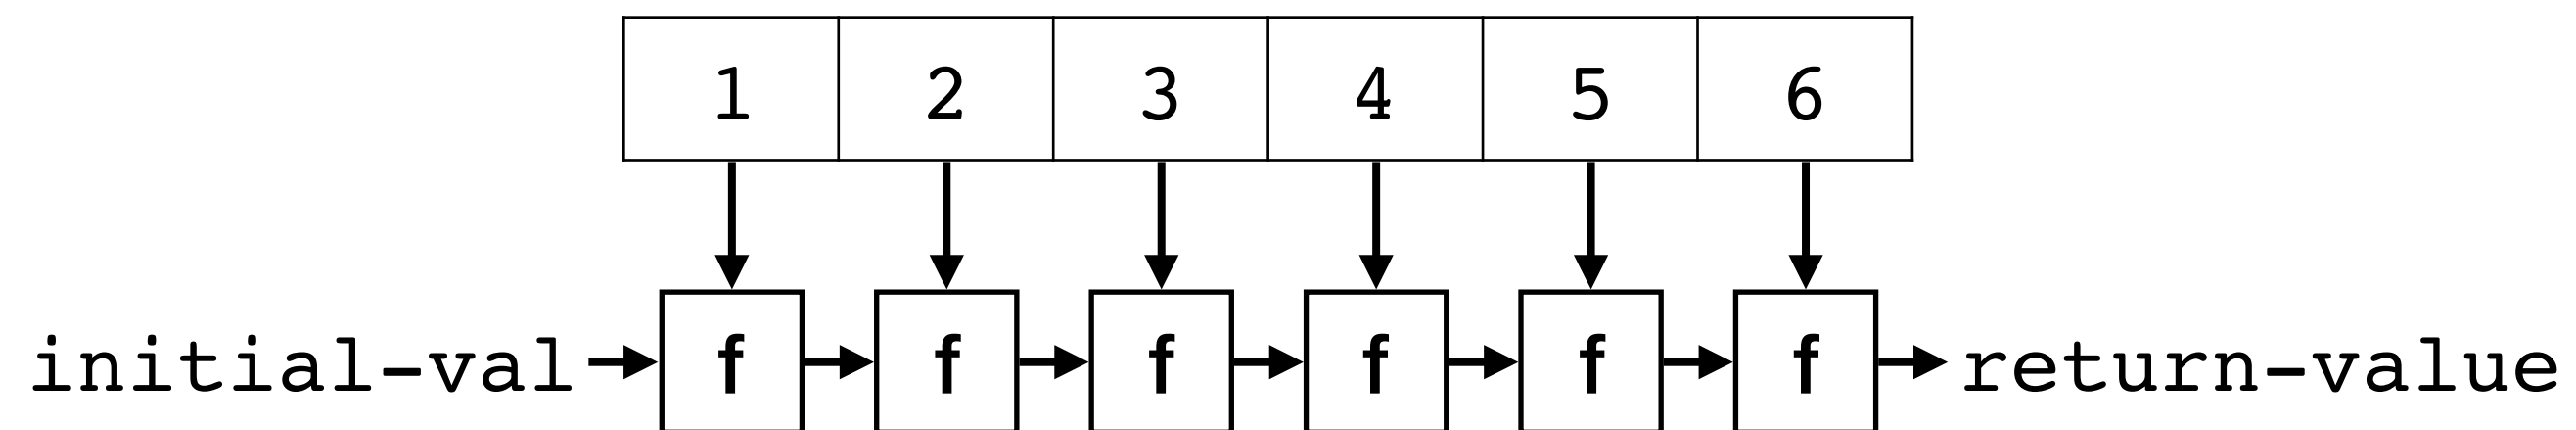 1 2 3 4 5 6
initial-val f f f f f f return-value